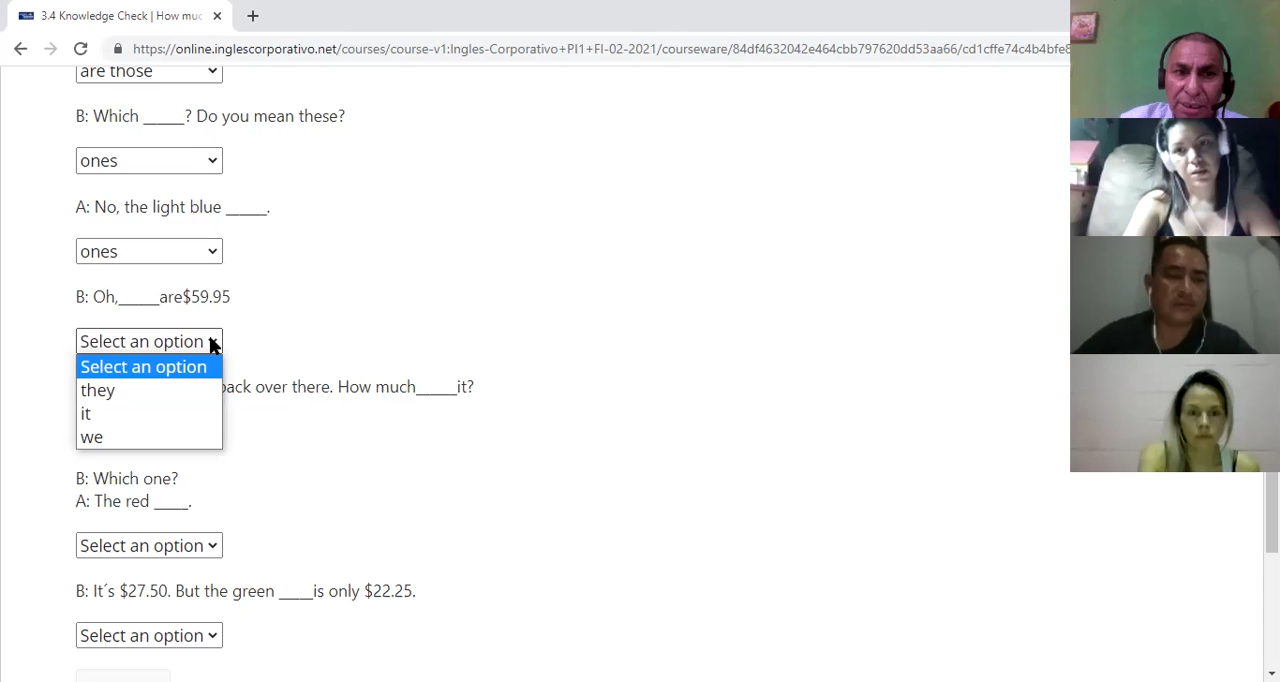 3.4 Knowledge Check | How muc
https://online.inglescorporativo.net/courses/course-v1:Ingles-Corporativo+PI1+FI-02-2021/courseware/84df4632042e464cbb797620dd53aa66/cd1cffe74c4b4bfe8
are those
B: Which _____? Do you mean these?
ones
A: No, the light blue _____.
ones
B: Oh,_____are$59.95
Select an option
Select an option
they
it
we
back over there. How much_____it?
B: Which one?
A: The red ____.
Select an option
B: It´s $27.50. But the green ____is only $22.25.
Select an option